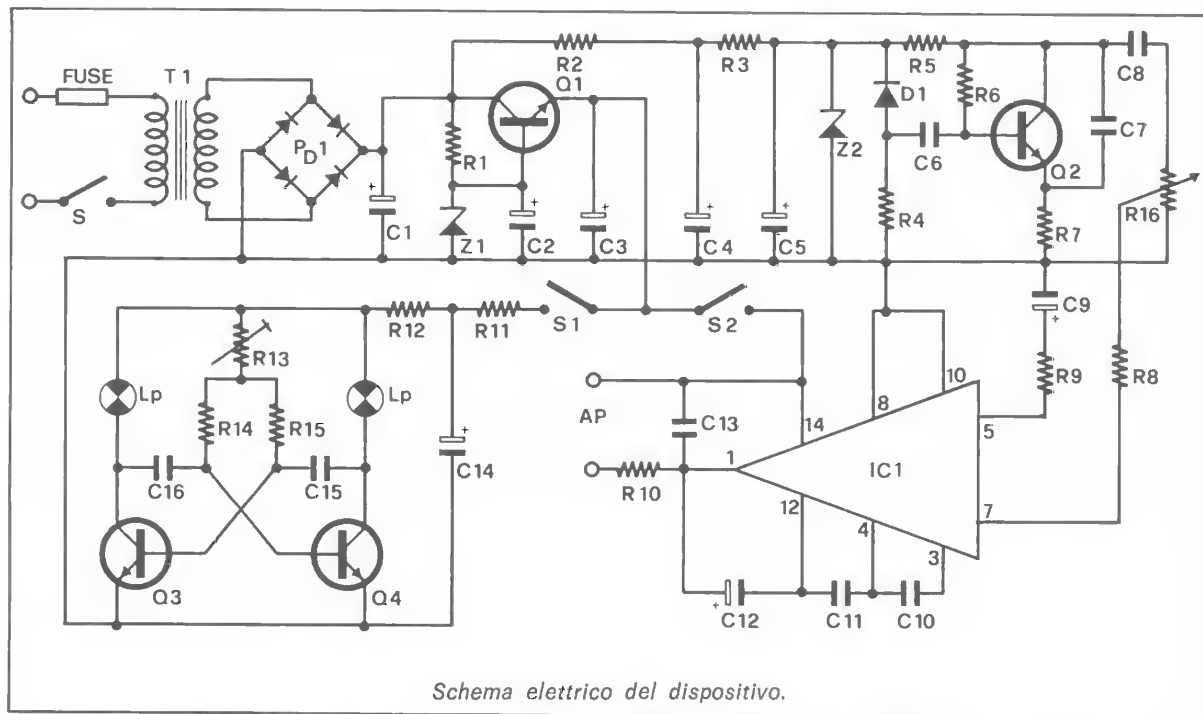 FUSE
T1
S
PD1
C1
R1
Z1
Q1
C2
C3
R2
C4
R3
C5
Z2
D1
R4
C6
R5
R6
Q2
C7
C8
R7
R16
R12
R11
S1
S2
C9
R9
R8
Lp
R13
Lp
R14
R15
C16
C15
C14
Q3
Q4
AP
C13
R10
14
8
10
5
7
1
IC1
12
4
3
C12
C11
C10
+
+
+
+
+
+
+
+
Schema elettrico del dispositivo.